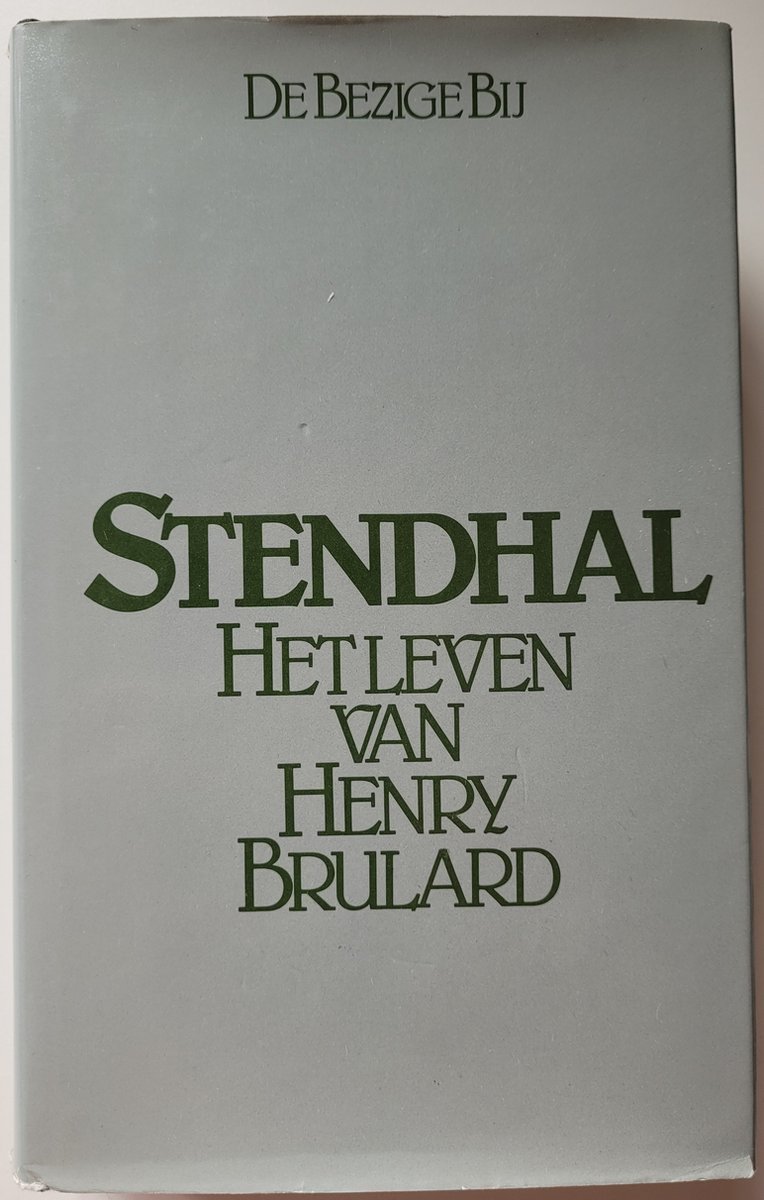 De Bezige Bij
Stendhal
Het leven
van
Henry
Brulard